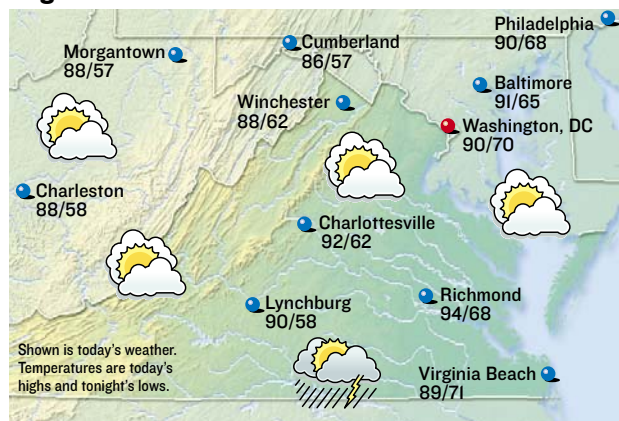 Philadelphia
90/68
Morgantown
88/57
Cumberland
86/57
Baltimore
91/65
Winchester
88/62
Washington, DC
90/70
Charleston
88/58
Charlottesville
92/62
Lynchburg
90/58
Richmond
94/68
Shown is today's weather.
Temperatures are today's
highs and tonight's lows.
Virginia Beach
89/71